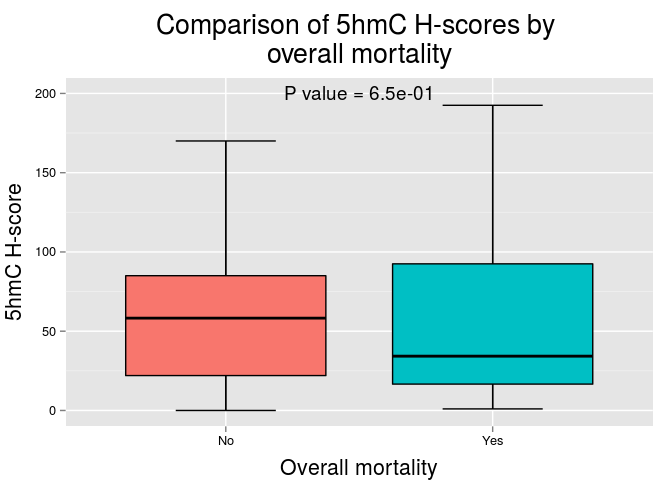 Comparison of 5hmC H-scores by
overall mortality
P value = 6.5e-01
200
150
100
50
0
5hmC H-score
No
Yes
Overall mortality